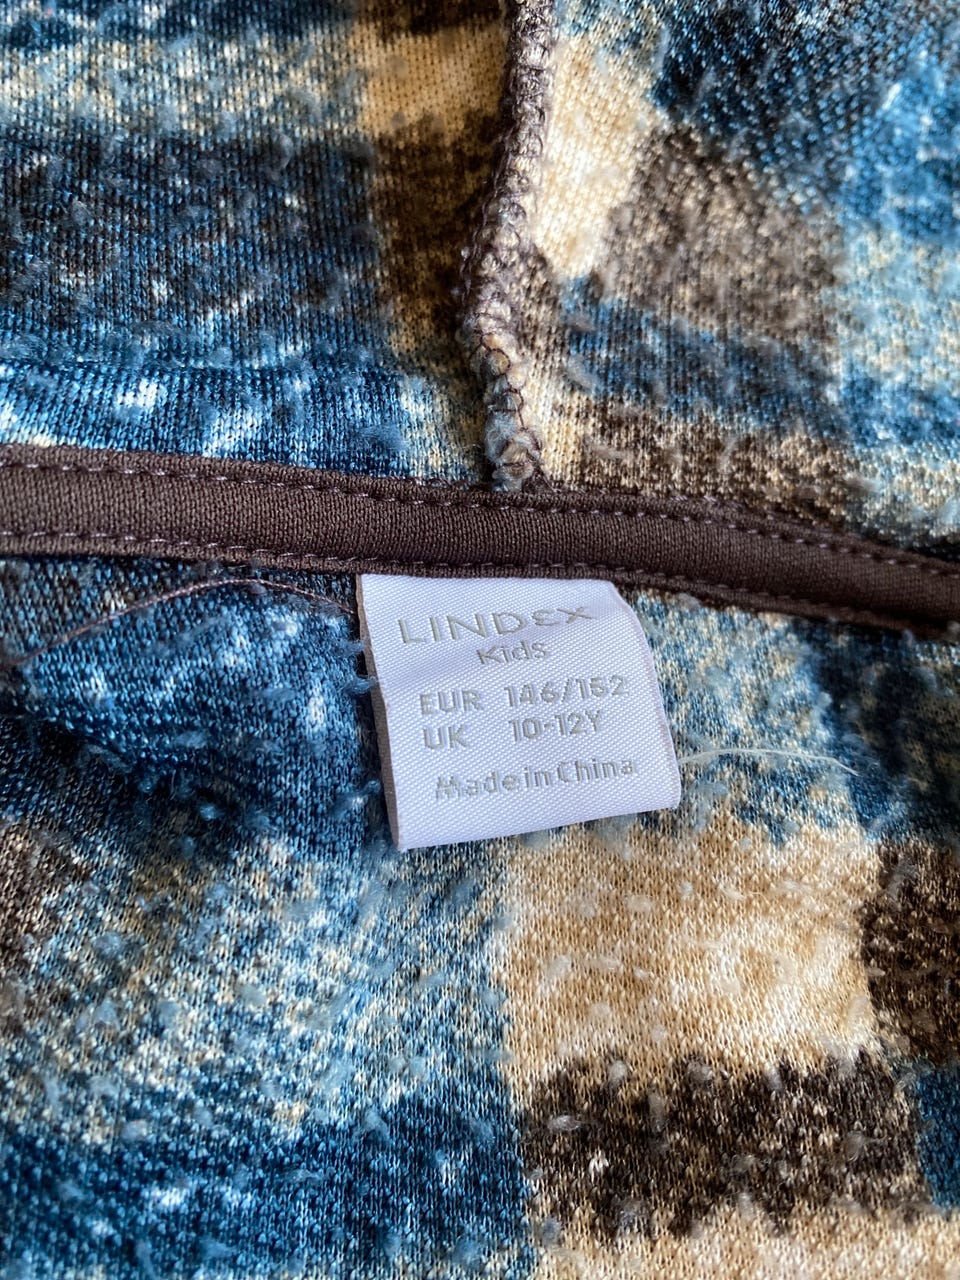 LINDEX
Kids
EUR 146/152
UK 10-12Y
Made in China